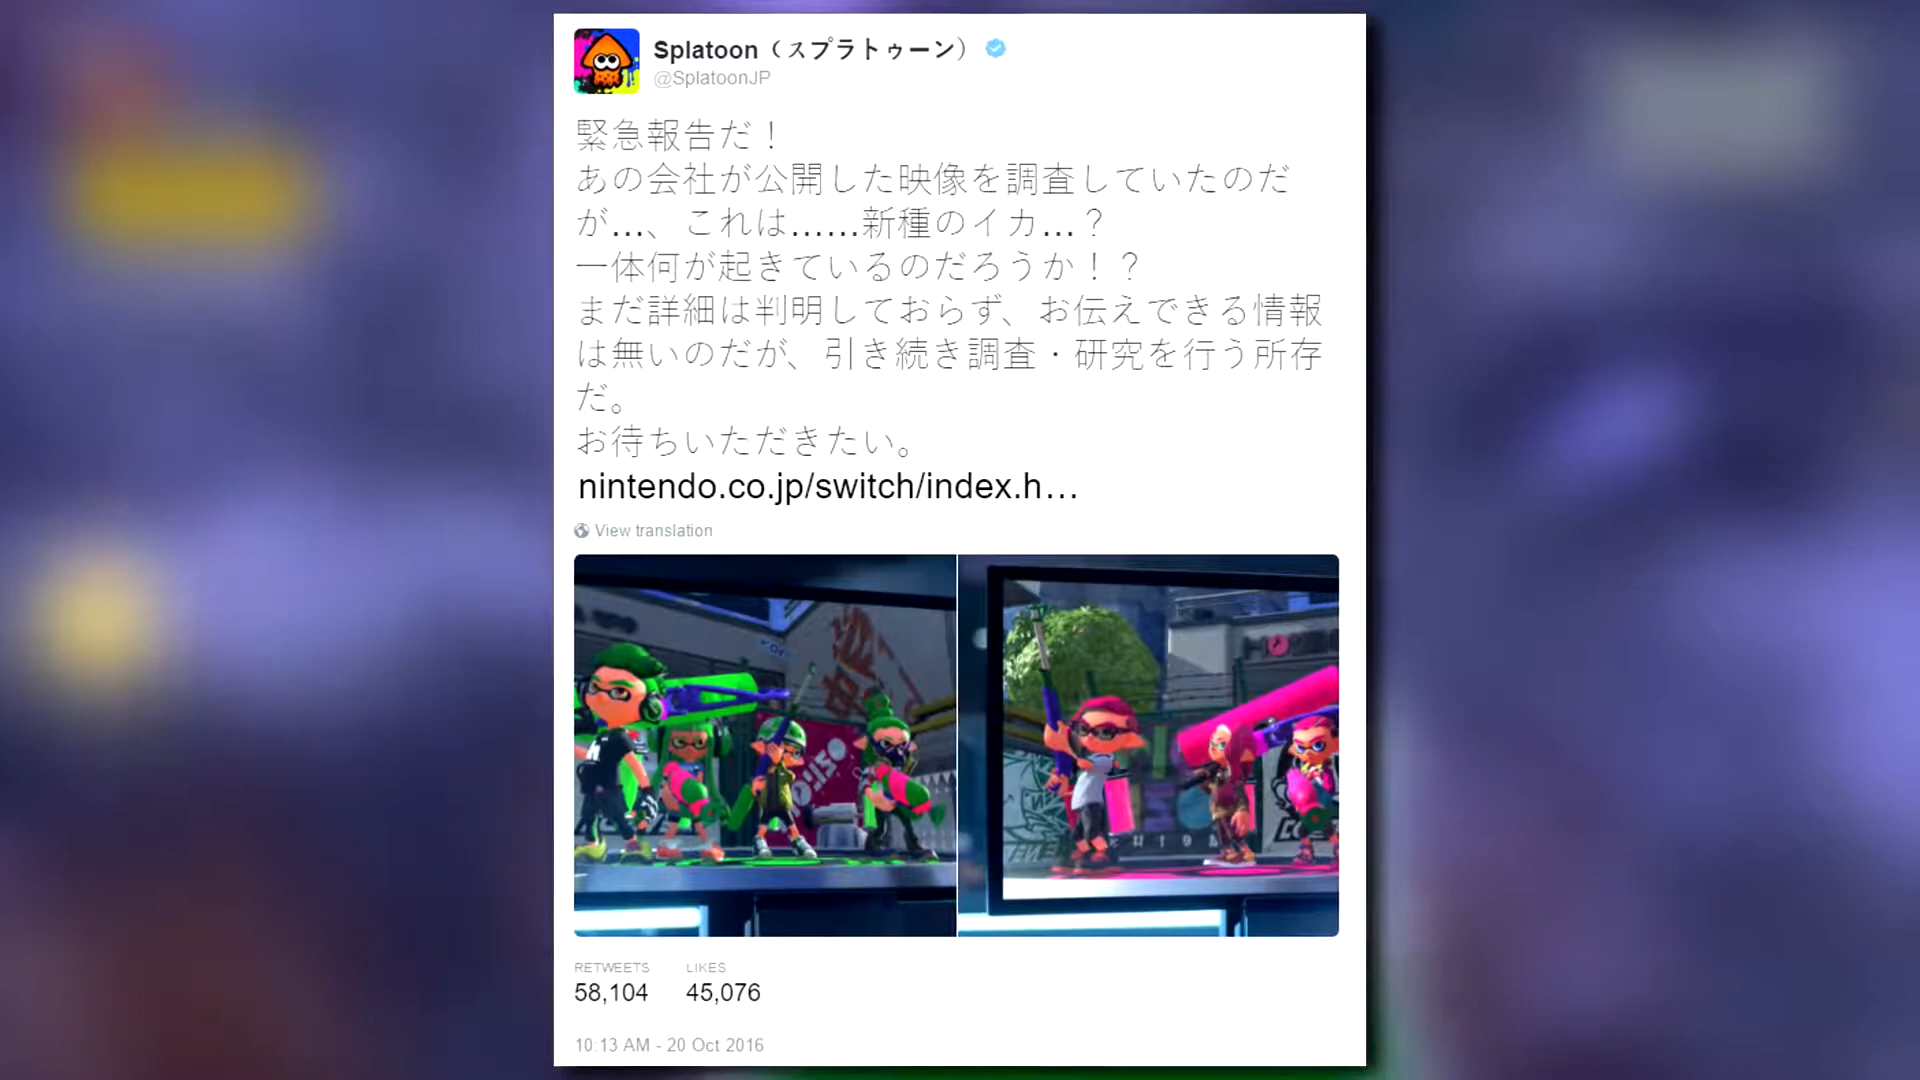 Splatoon（スプラトゥーン）
@SplatoonJP
緊急報告だ！
あの会社が公開した映像を調査していたのだ
が…、これは……新種のイカ…？
一体何が起きているのだろうか！？
まだ詳細は判明しておらず、お伝えできる情報
は無いのだが、引き続き調査・研究を行う所存
だ。
お待ちいただきたい。
nintendo.co.jp/switch/index.h…
View translation
RETWEETS LIKES
58,104 45,076
10:13 AM - 20 Oct 2016